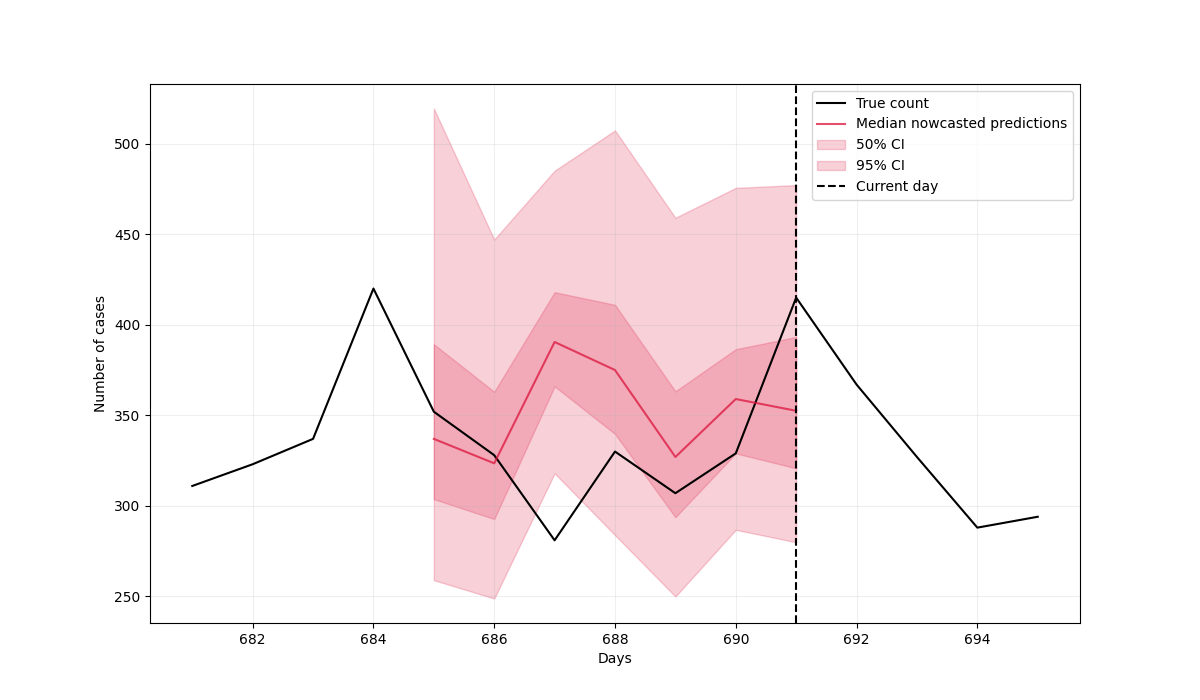 True count
Median nowcasted predictions
50% CI
95% CI
Current day
500
450
400
350
300
250
Number of cases
682 684 686 688 690 692 694
Days